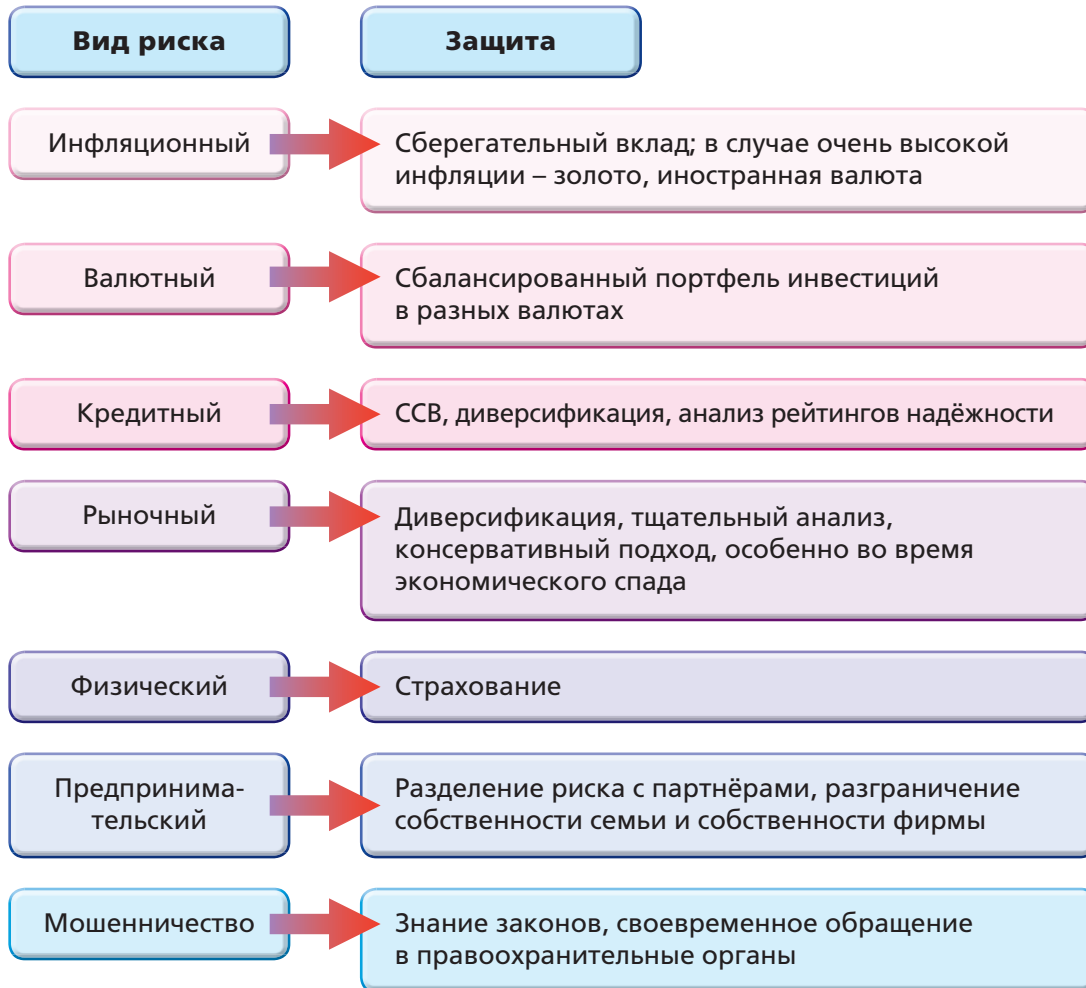 Вид риска
Защита
Инфляционный
Сберегательный вклад; в случае очень высокой
инфляции – золото, иностранная валюта
Валютный
Сбалансированный портфель инвестиций
в разных валютах
Кредитный
ССВ, диверсификация, анализ рейтингов надёжности
Рыночный
Диверсификация, тщательный анализ,
консервативный подход, особенно во время
экономического спада
Физический
Страхование
Предпринима-
тельский
Разделение риска с партнёрами, разграничение
собственности семьи и собственности фирмы
Мошенничество
Знание законов, своевременное обращение
в правоохранительные органы